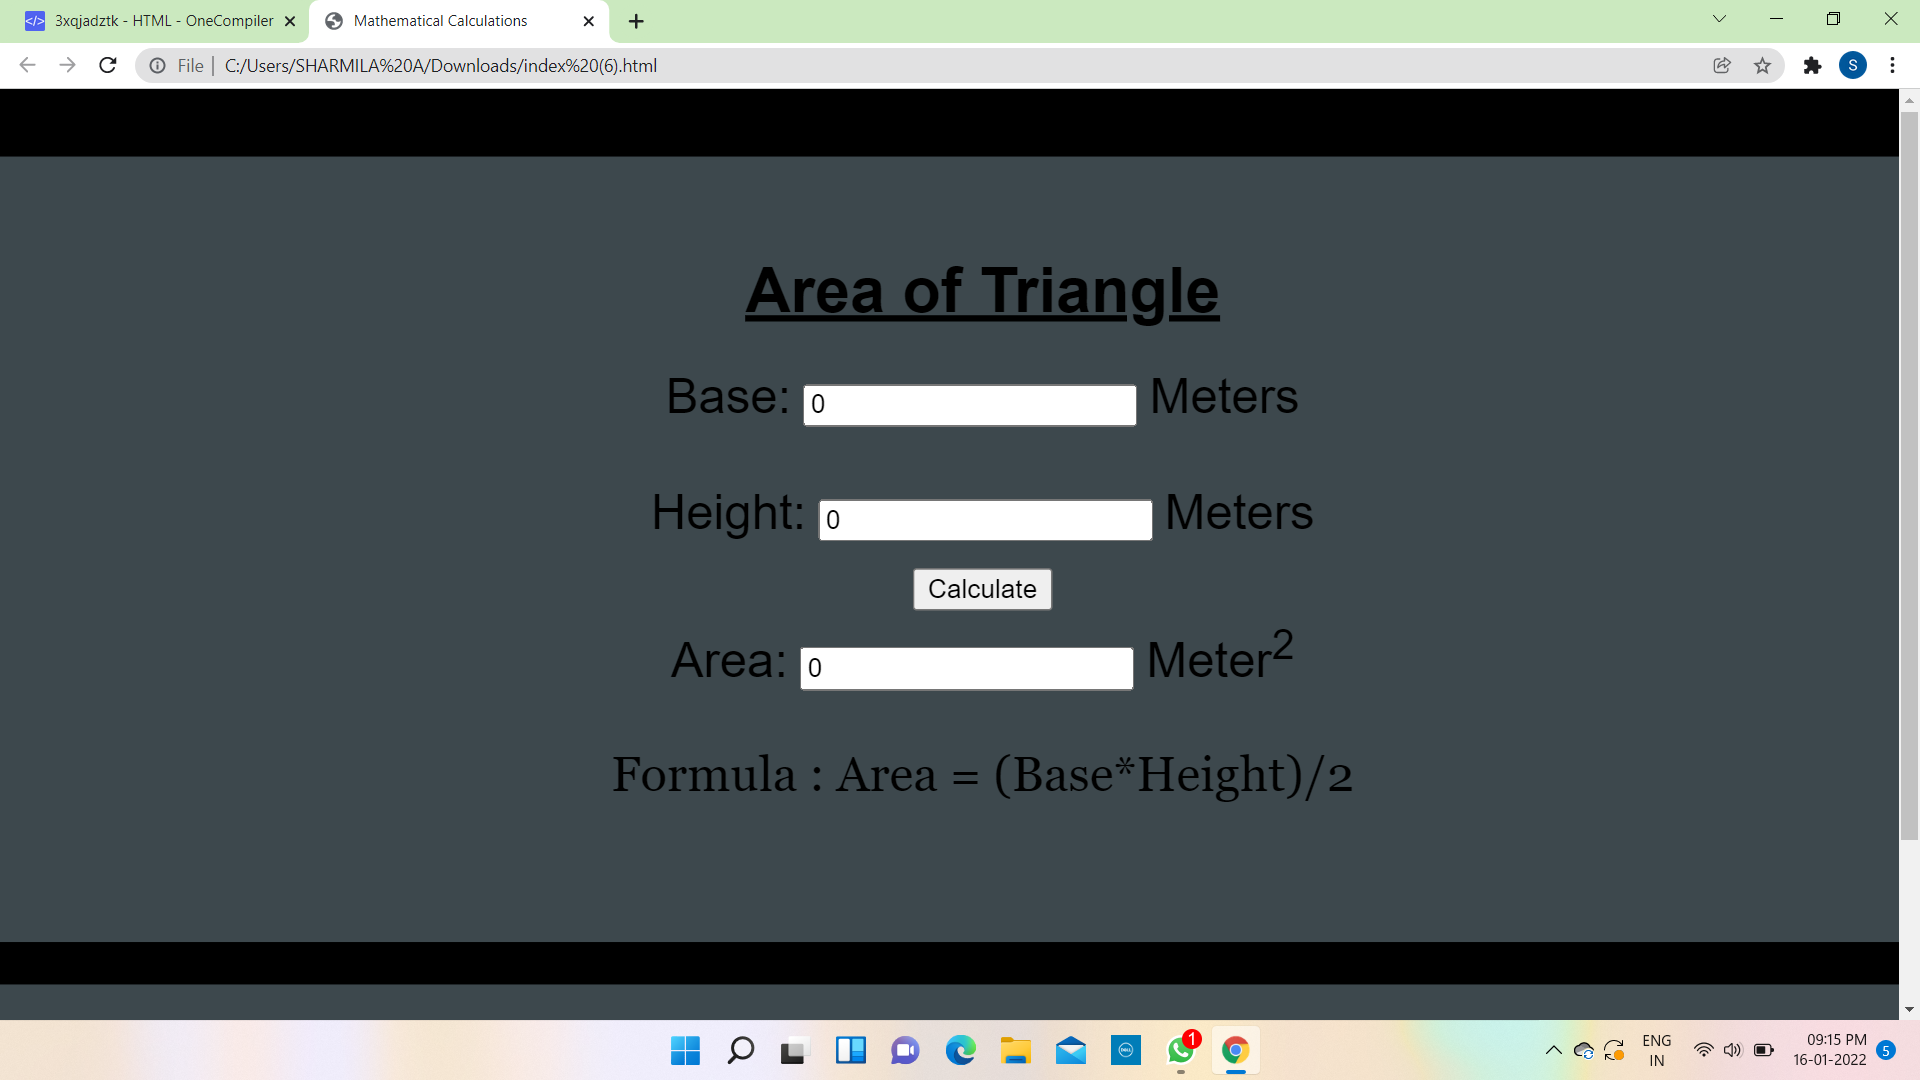 3xqjadztk - HTML - OneCompiler
Mathematical Calculations
File | C:/Users/SHARMILA%20A/Downloads/index%20(6).html
S
Area of Triangle
Base: 0 Meters
Height: 0 Meters
Calculate
Area: 0 Meter²
Formula : Area = (Base*Height)/2
1
DELL
ENG
IN
09:15 PM
16-01-2022
5